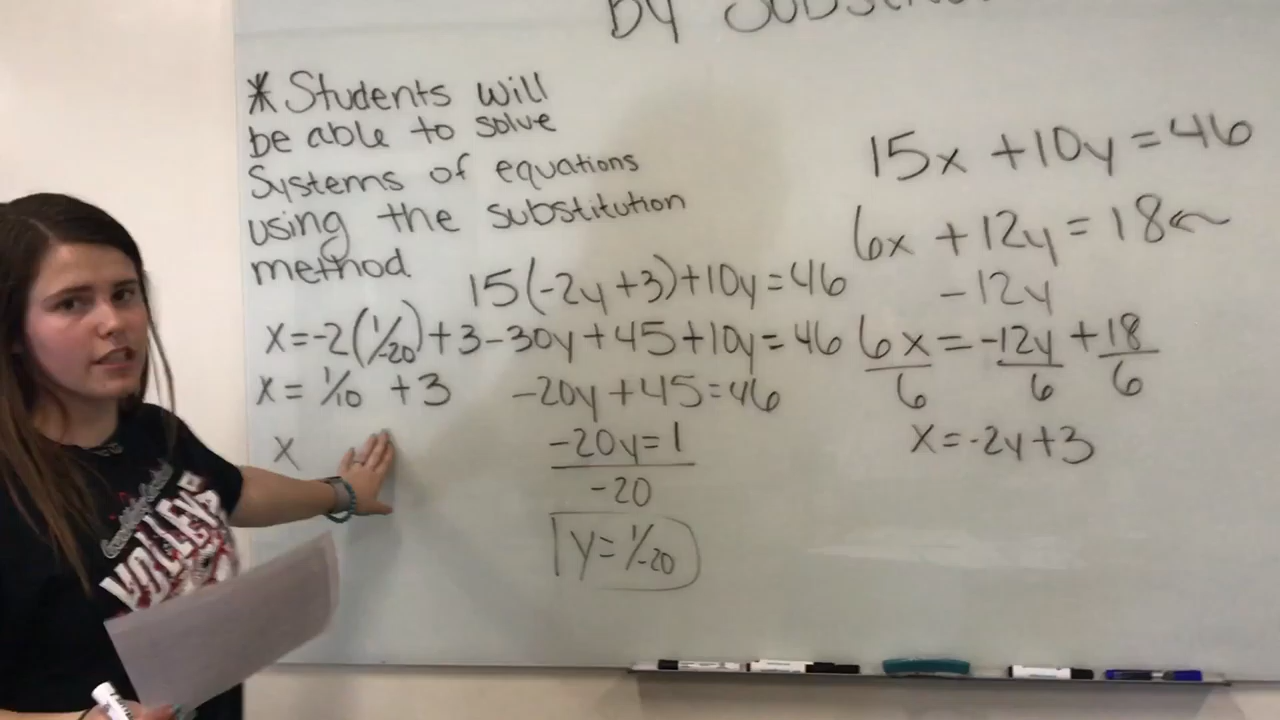 By
* Students will
be able to solve
Systems of equations
using the substitution
method
x=-2(1/-20)+3
x= 1/10 +3
x
15(-2y+3)+10y=46
-30y+45+10y=46
-20y+45=46
-20y=1
-20
y=1/-20
15x+10y=46
6x+12y=18
-12y
6x=-12y+18
6 6 6
x=-2y+3